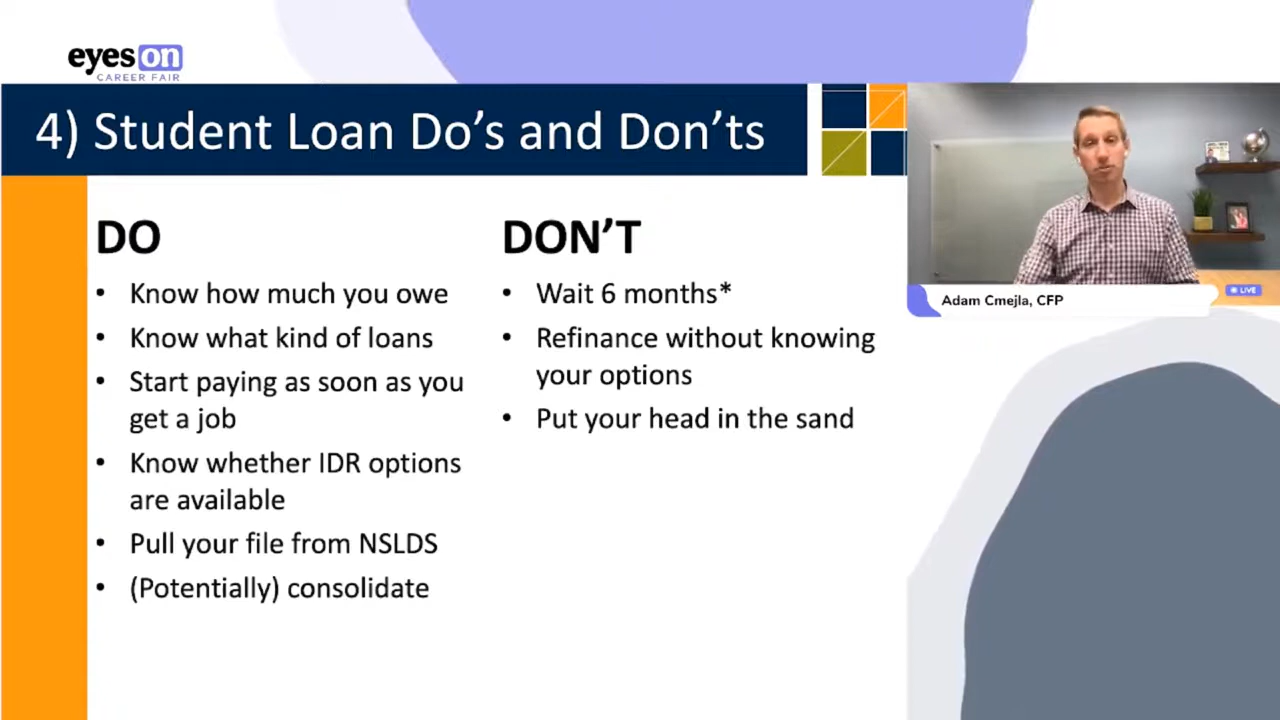 eyes on
CAREER FAIR
4) Student Loan Do's and Don'ts
DO
• Know how much you owe
• Know what kind of loans
• Start paying as soon as you
get a job
• Know whether IDR options
are available
• Pull your file from NSLDS
• (Potentially) consolidate
DON'T
• Wait 6 months*
• Refinance without knowing
your options
• Put your head in the sand
Adam Cmejla, CFP
LIVE